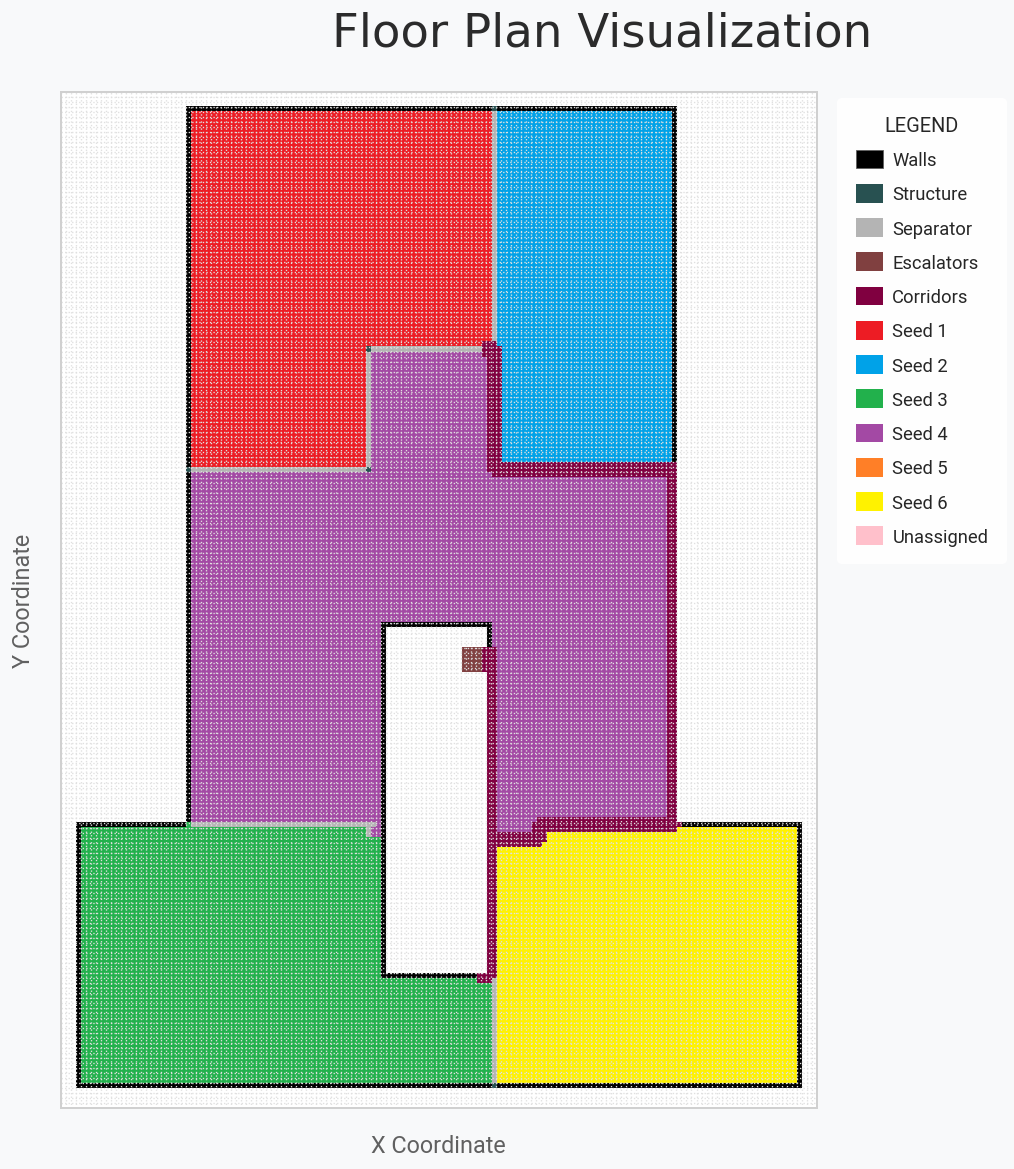 Floor Plan Visualization
LEGEND
Walls
Structure
Separator
Escalators
Corridors
Seed 1
Seed 2
Seed 3
Seed 4
Seed 5
Seed 6
Unassigned
Y Coordinate
X Coordinate